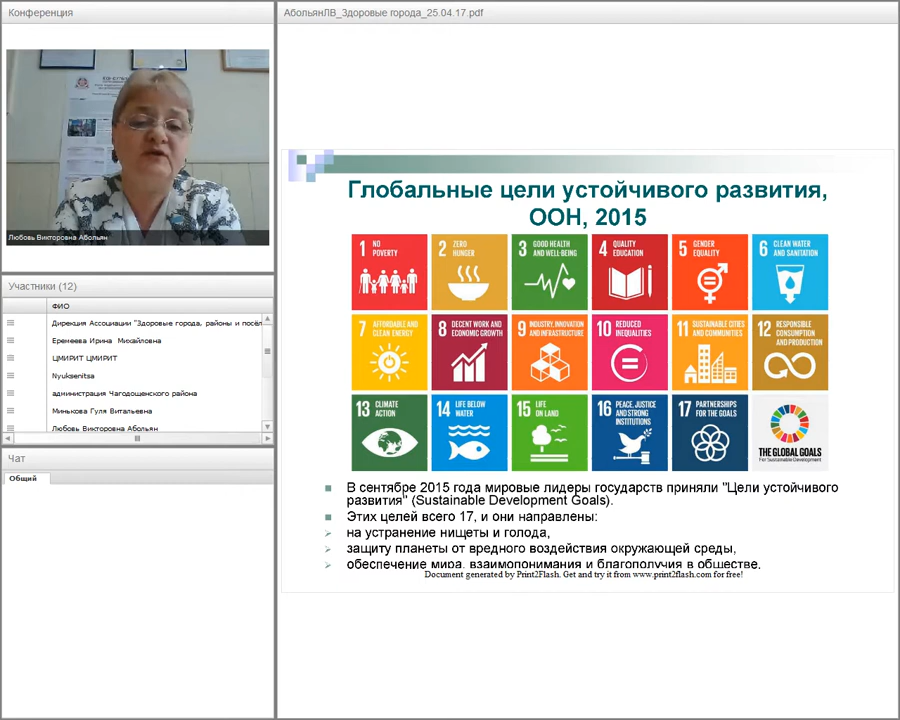 Конференция
Любовь Викторовна Абольян
Участники (12)
ФИО
Дирекция Ассоциации "Здоровые города, районы и посёл
Еремеева Ирина Михайловна
ЦМИРИТ ЦМИРИТ
Nyuksenitsa
администрация Чагодощенского района
Минькова Гуля Витальевна
Любовь Викторовна Абольян
Чат
Общий
АбольянЛВ_Здоровые города_25.04.17.pdf
Глобальные цели устойчивого развития,
ООН, 2015
1 NO
POVERTY
2 ZERO
HUNGER
3 GOOD HEALTH
AND WELL-BEING
4 QUALITY
EDUCATION
5 GENDER
EQUALITY
6 CLEAN WATER
AND SANITATION
7 AFFORDABLE AND
CLEAN ENERGY
8 DECENT WORK AND
ECONOMIC GROWTH
9 INDUSTRY, INNOVATION
AND INFRASTRUCTURE
10 REDUCED
INEQUALITIES
11 SUSTAINABLE CITIES
AND COMMUNITIES
12 RESPONSIBLE
CONSUMPTION
AND PRODUCTION
13 CLIMATE
ACTION
14 LIFE BELOW
WATER
15 LIFE
ON LAND
16 PEACE, JUSTICE
AND STRONG
INSTITUTIONS
17 PARTNERSHIPS
FOR THE GOALS
THE GLOBAL GOALS
For Sustainable Development
В сентябре 2015 года мировые лидеры государств приняли "Цели устойчивого
развития" (Sustainable Development Goals).
Этих целей всего 17, и они направлены:
на устранение нищеты и голода,
защиту планеты от вредного воздействия окружающей среды,
обеспечение мира, взаимопонимания и благополучия в обществе.
Document generated by Print2Flash. Get and try it from www.print2flash.com for free!